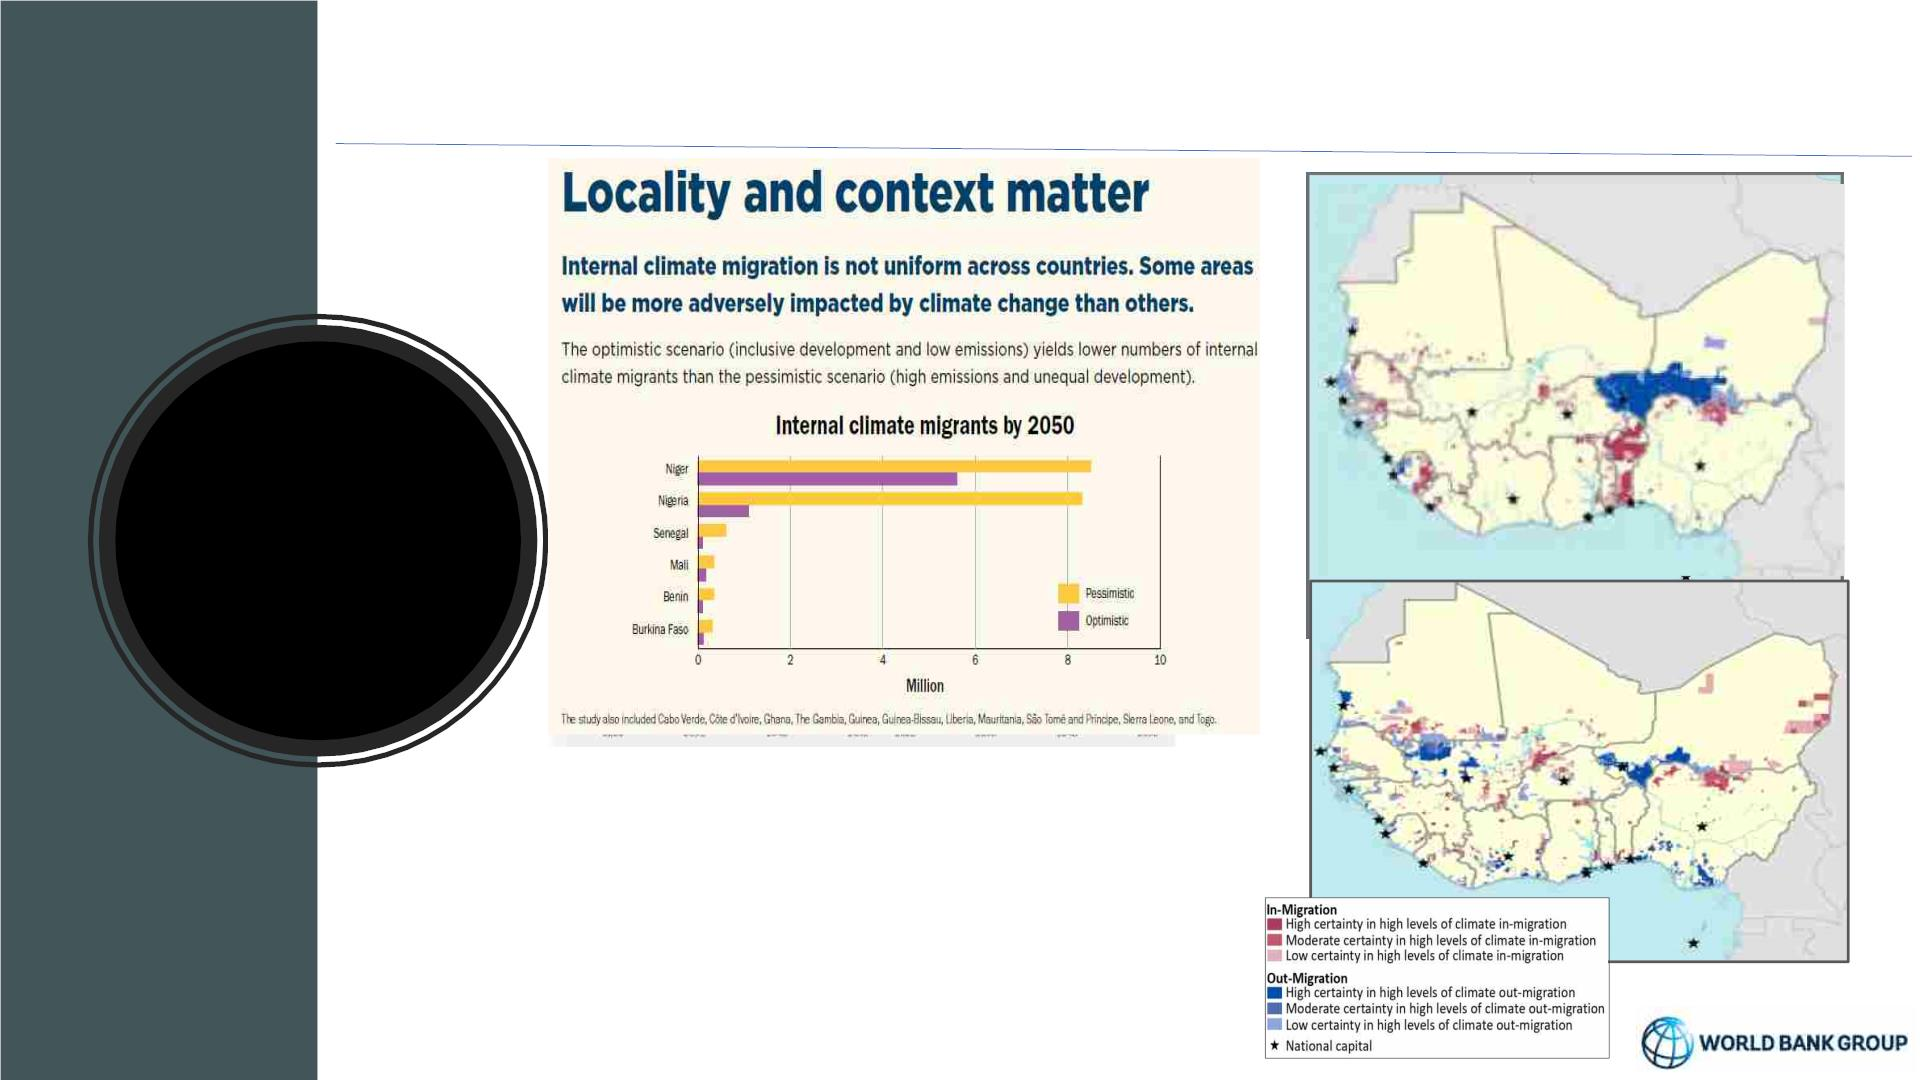 Locality and context matter
Internal climate migration is not uniform across countries. Some areas
will be more adversely impacted by climate change than others.
The optimistic scenario (inclusive development and low emissions) yields lower numbers of internal
climate migrants than the pessimistic scenario (high emissions and unequal development).
Internal climate migrants by 2050
Niger
Nigeria
Senegal
Mali
Benin
Burkina Faso
Pessimistic
Optimistic
0 2 4 6 8 10
Million
The study also included Cabo Verde, Côte d'Ivoire, Ghana, The Gambia, Guinea, Guinea-Bissau, Liberia, Mauritania, São Tomé and Príncipe, Sierra Leone, and Togo.
In-Migration
High certainty in high levels of climate in-migration
Moderate certainty in high levels of climate in-migration
Low certainty in high levels of climate in-migration
Out-Migration
High certainty in high levels of climate out-migration
Moderate certainty in high levels of climate out-migration
Low certainty in high levels of climate out-migration
National capital
WORLD BANK GROUP